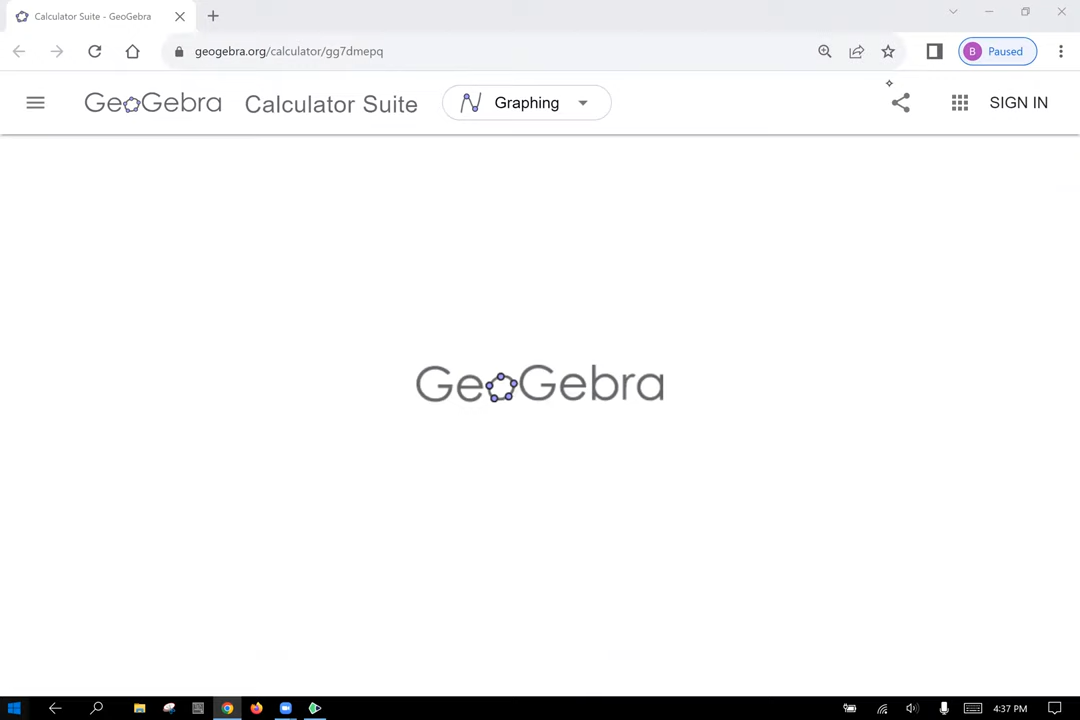 Calculator Suite - GeoGebra
geogebra.org/calculator/gg7dmepq
B Paused
GeoGebra Calculator Suite Graphing SIGN IN
GeoGebra
4:37 PM